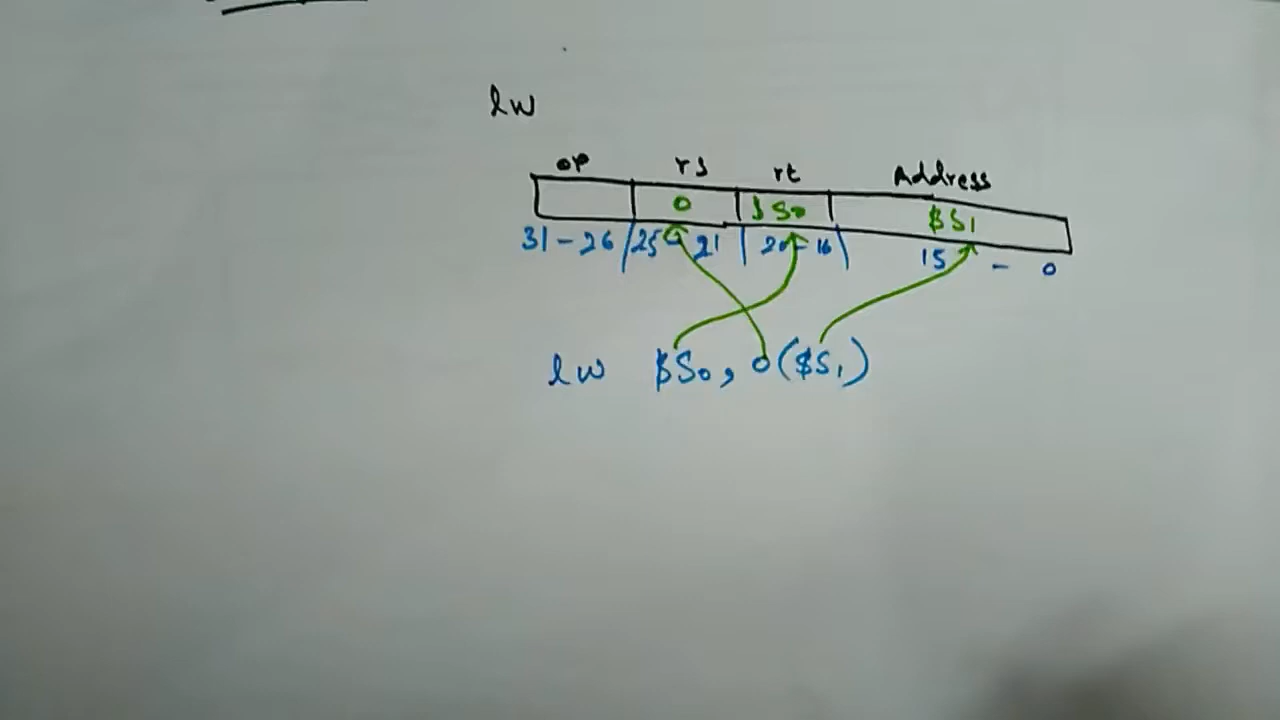 lw
op rs rt Address
0 $S0 $S1
31 - 26 25 - 21 20 - 16 15 - 0
lw $S0, 0($S1)